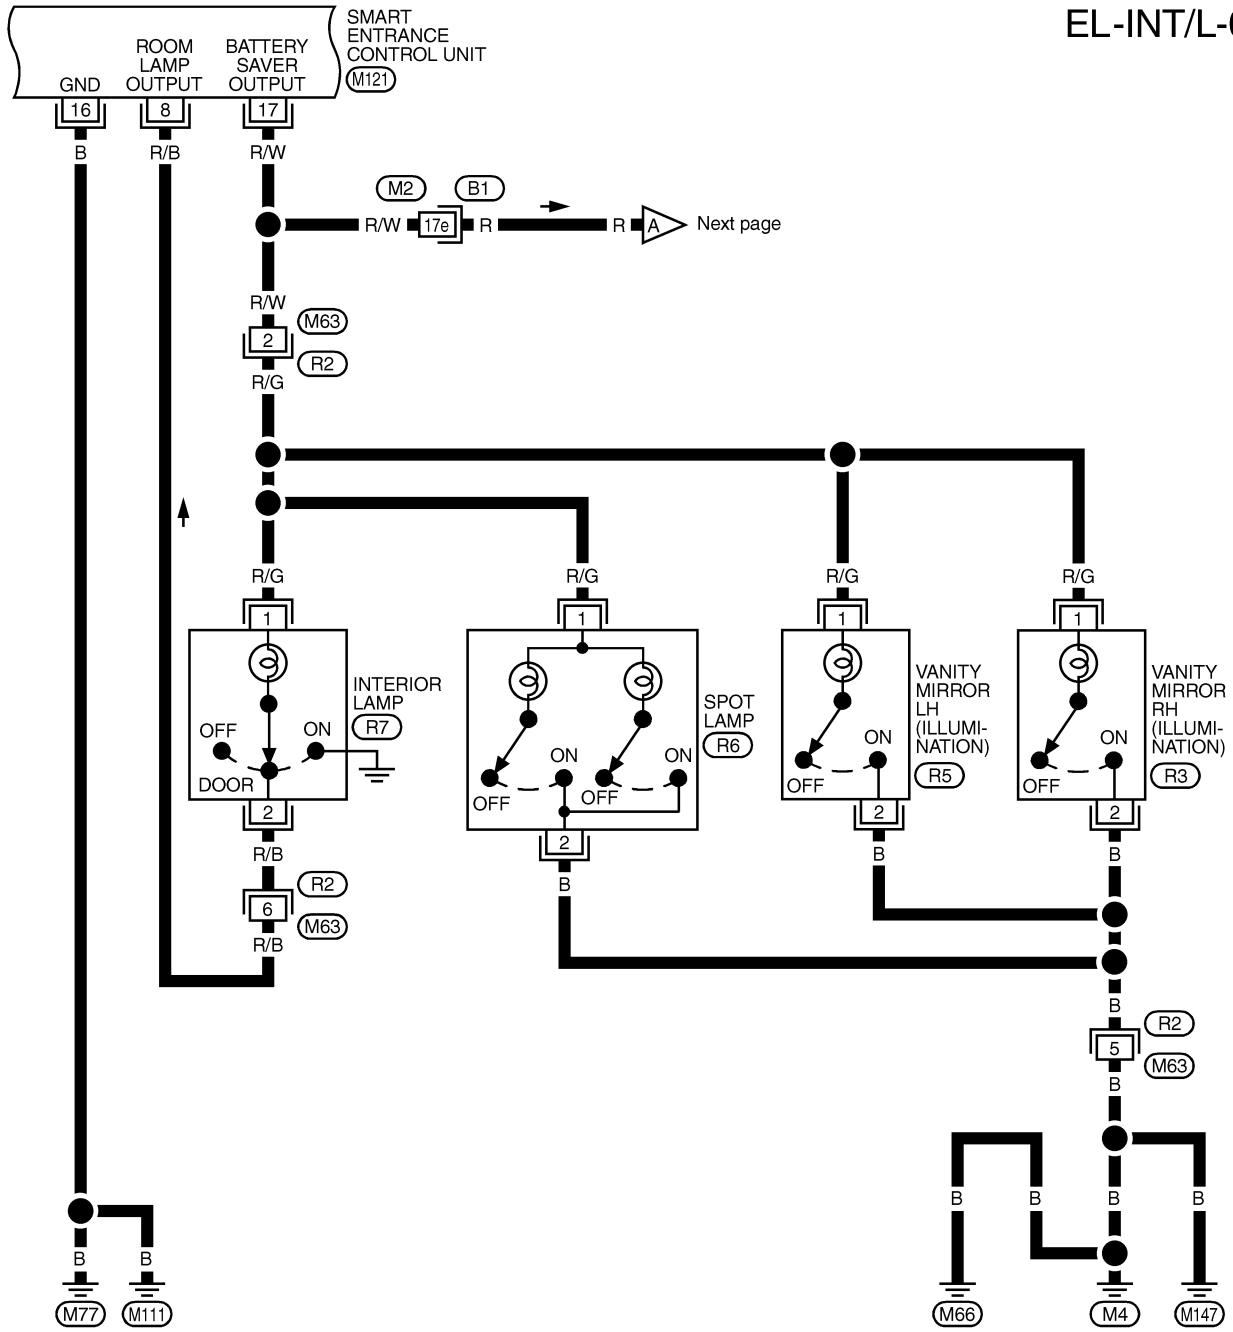 EL-INT/L-
SMART
ENTRANCE
CONTROL UNIT
M121
ROOM
LAMP
OUTPUT
BATTERY
SAVER
OUTPUT
GND
16
8
17
B
R/B
R/W
M2
B1
R/W
17e
R
R
A
Next page
R/W
M63
2
R2
R/G
R/G
R/G
R/G
R/G
1
1
1
1
INTERIOR
LAMP
R7
OFF
ON
DOOR
2
SPOT
LAMP
R6
ON
ON
OFF
OFF
2
VANITY
MIRROR
LH
(ILLUMI-
NATION)
R5
ON
OFF
2
VANITY
MIRROR
RH
(ILLUMI-
NATION)
R3
ON
OFF
2
R/B
R2
6
M63
R/B
B
B
B
B
R2
5
M63
B
B
B
B
B
B
B
M77
M111
M66
M4
M147